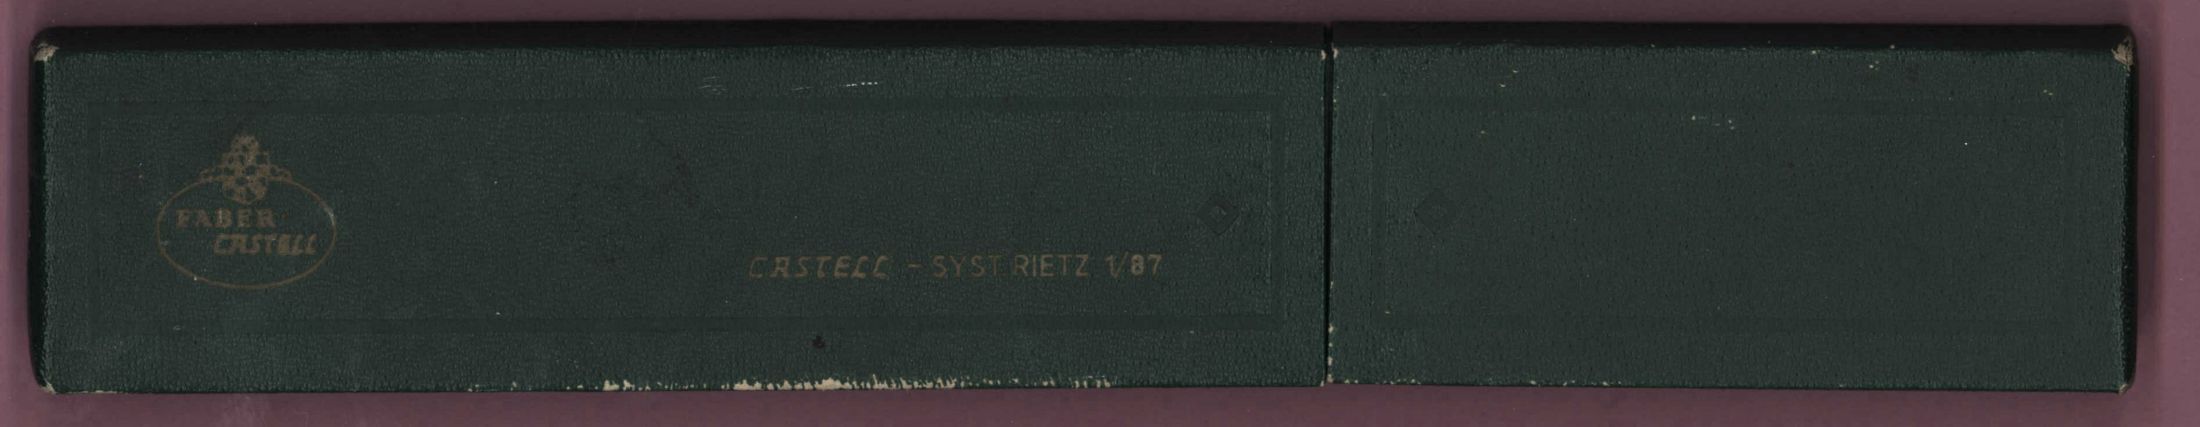 FABER
CASTELL
CASTELL - SYST. RIETZ 1/87